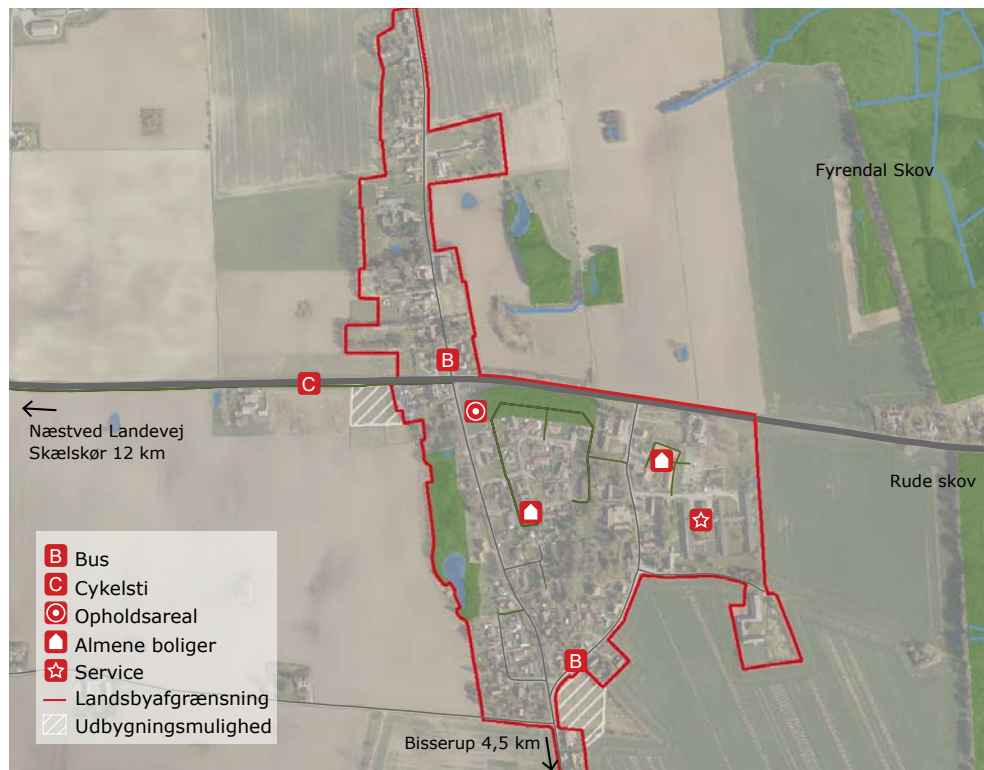 Fyrendal Skov
B
C
Næstved Landevej
Skælskør 12 km
Rude skov
B Bus
C Cykelsti
Opholdsareal
Almene boliger
Service
Landsbyafgrænsning
Udbygningsmulighed
B
Bisserup 4,5 km